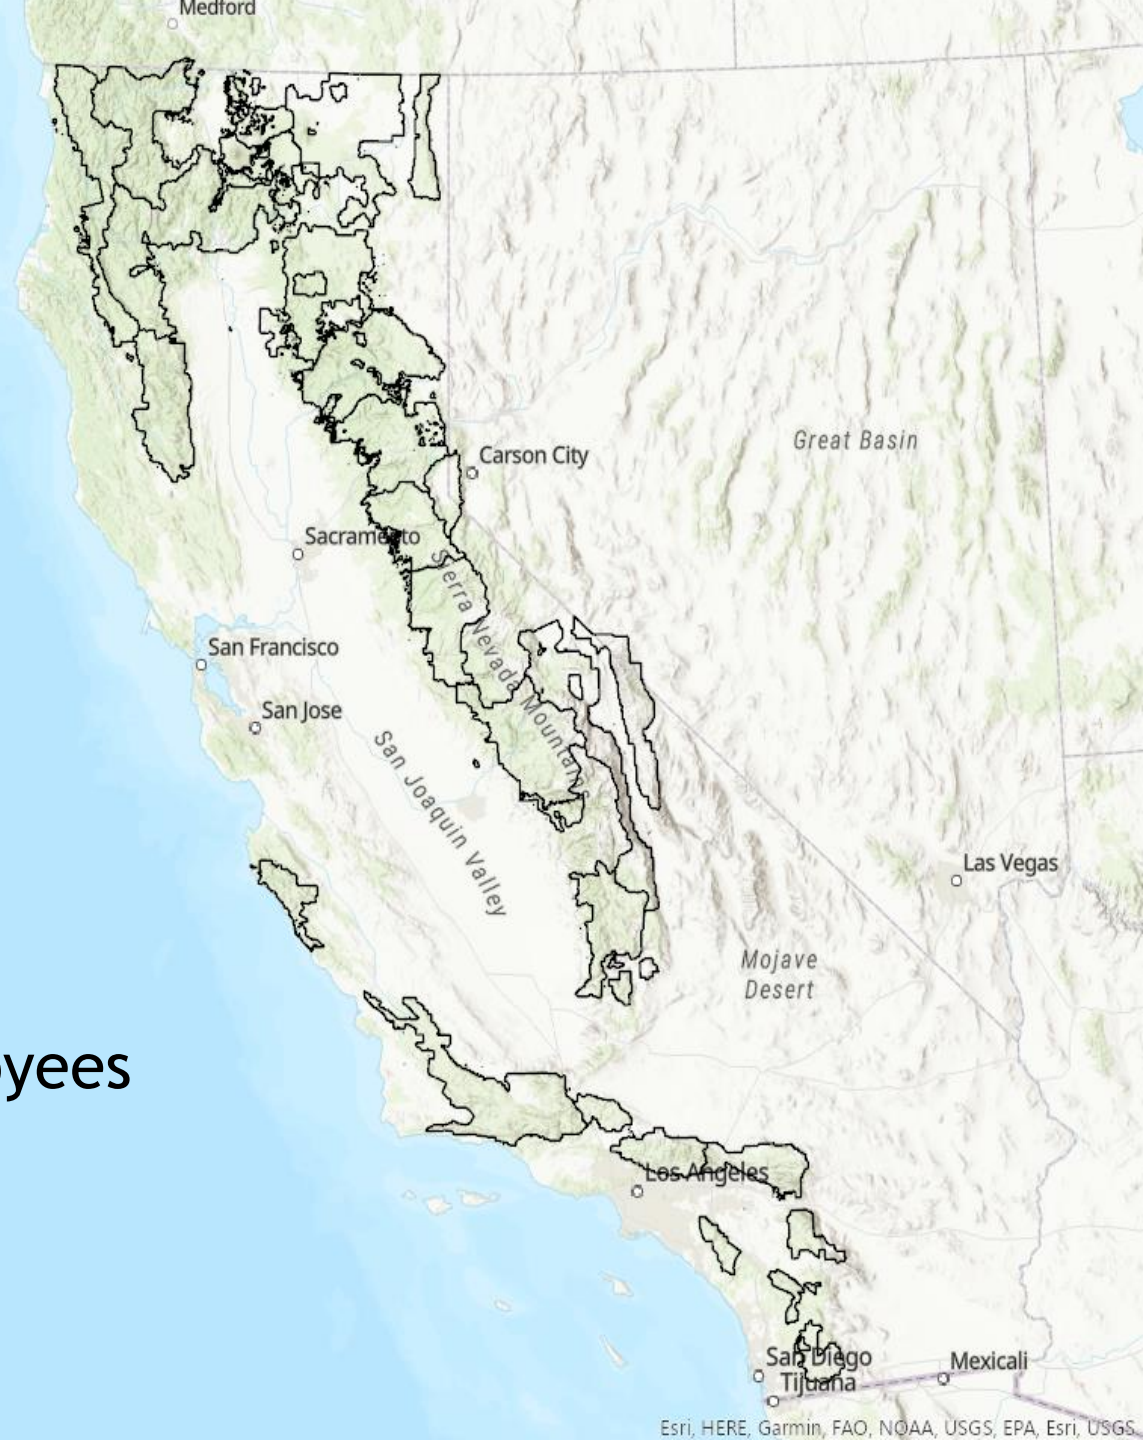 Medford
Great Basin
Carson City
Sacramento
Sierra Nevada Mountains
San Francisco
San Jose
San Joaquin Valley
Las Vegas
Mojave
Desert
oyees
Los Angeles
San Diego
Mexicali
Tijuana
Esri, HERE, Garmin, FAO, NOAA, USGS, EPA, Esri, USGS